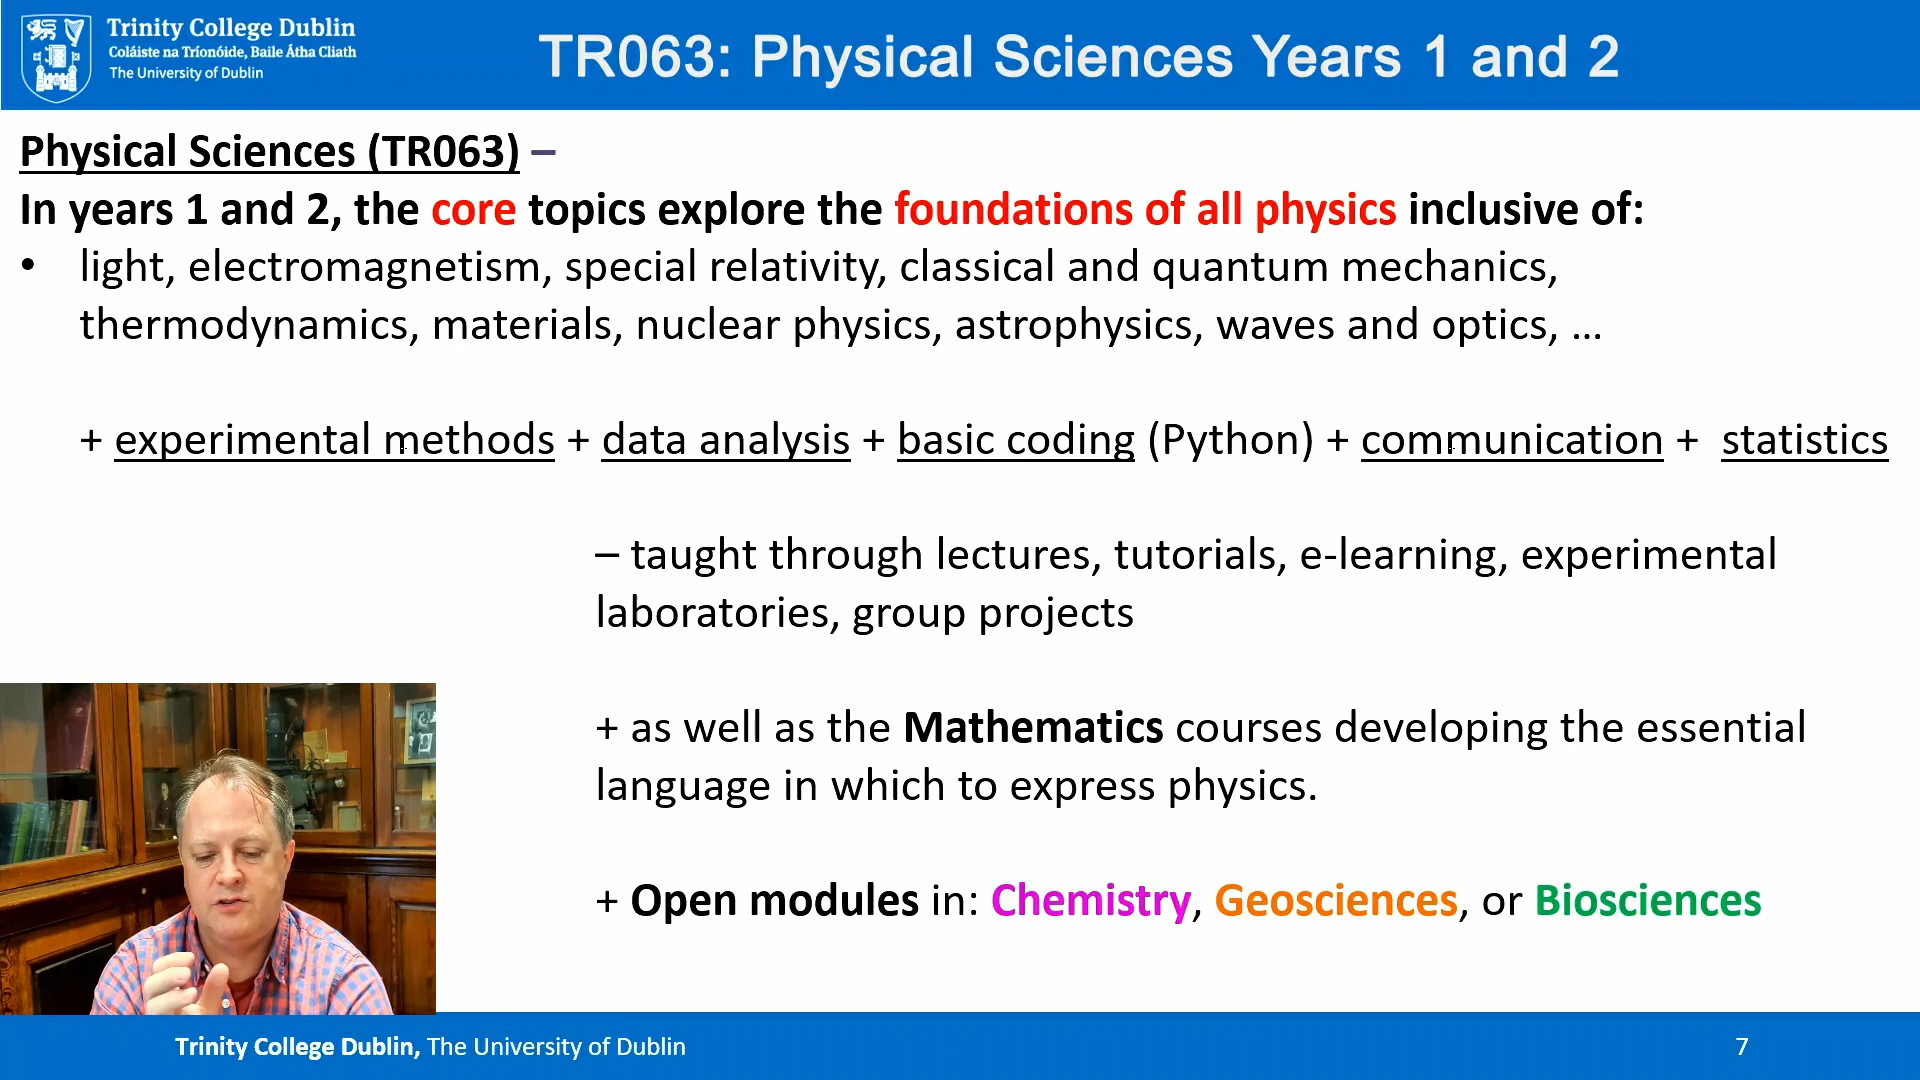 Trinity College Dublin
Coláiste na Tríonóide, Baile Átha Cliath
The University of Dublin
TR063: Physical Sciences Years 1 and 2
Physical Sciences (TR063) –
In years 1 and 2, the core topics explore the foundations of all physics inclusive of:
• light, electromagnetism, special relativity, classical and quantum mechanics,
thermodynamics, materials, nuclear physics, astrophysics, waves and optics, ...
+ experimental methods + data analysis + basic coding (Python) + communication + statistics
– taught through lectures, tutorials, e-learning, experimental
laboratories, group projects
+ as well as the Mathematics courses developing the essential
language in which to express physics.
+ Open modules in: Chemistry, Geosciences, or Biosciences
Trinity College Dublin, The University of Dublin
7